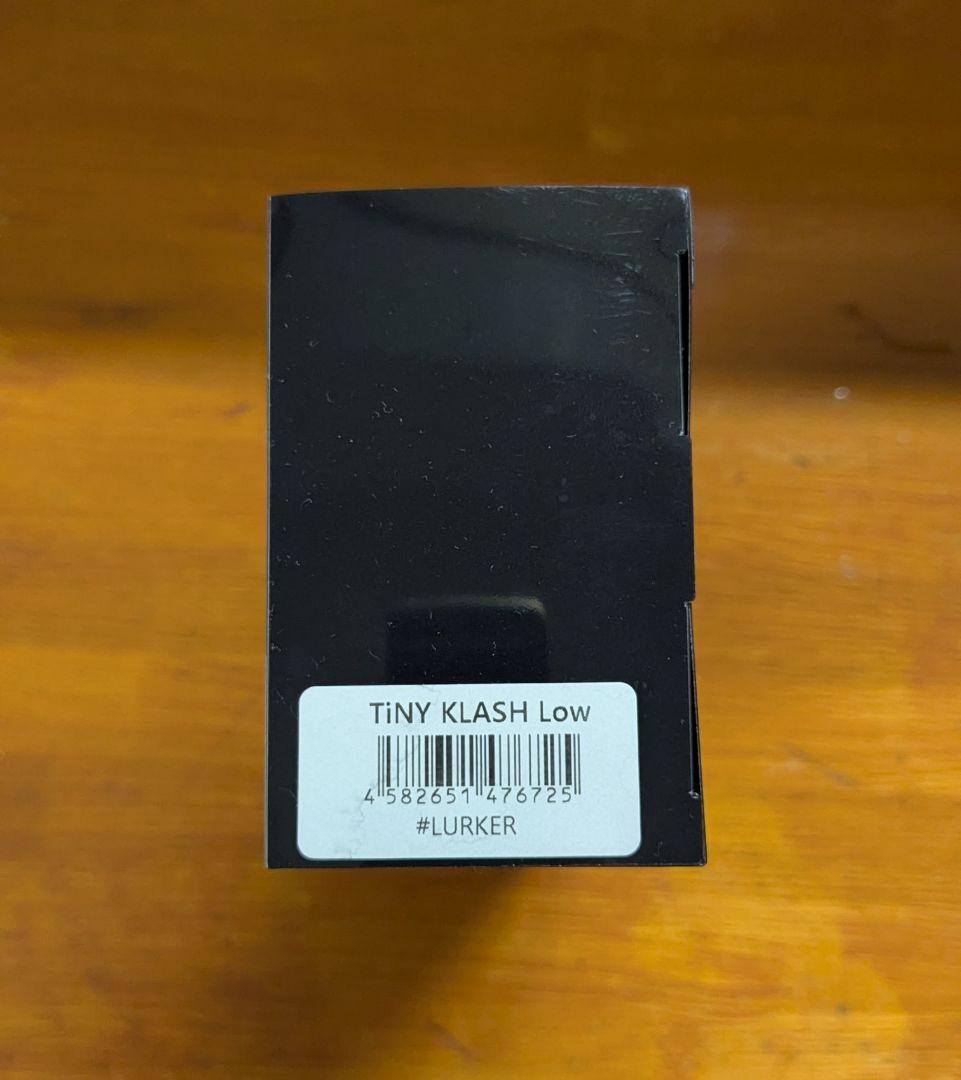 TiNY KLASH Low
4 582651 476725
#LURKER